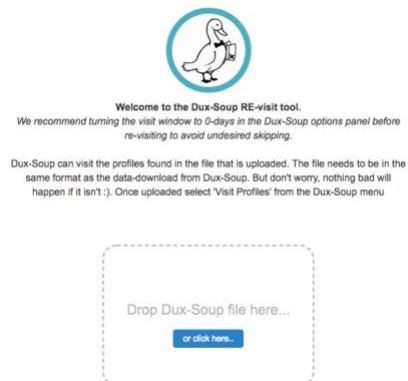 Welcome to the Dux-Soup RE-visit tool.
We recommend turning the visit window to 0-days in the Dux-Soup options panel before
re-visiting to avoid undesired skipping.
Dux-Soup can visit the profiles found in the file that is uploaded. The file needs to be in the
same format as the data-download from Dux-Soup. But don't worry, nothing bad will
happen if it isn't :). Once uploaded select 'Visit Profiles' from the Dux-Soup menu
Drop Dux-Soup file here...
or click here..